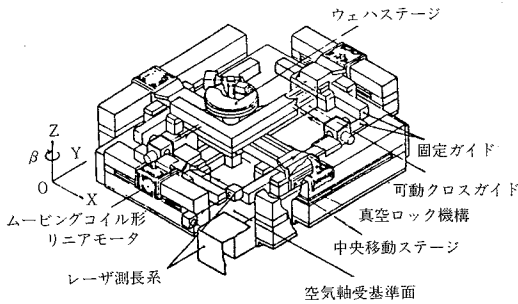 ウェハステージ
Z
β
Y
O
X
固定ガイド
可動クロスガイド
ムービングコイル形
リニアモータ
真空ロック機構
中央移動ステージ
レーザ測長系
空気軸受基準面